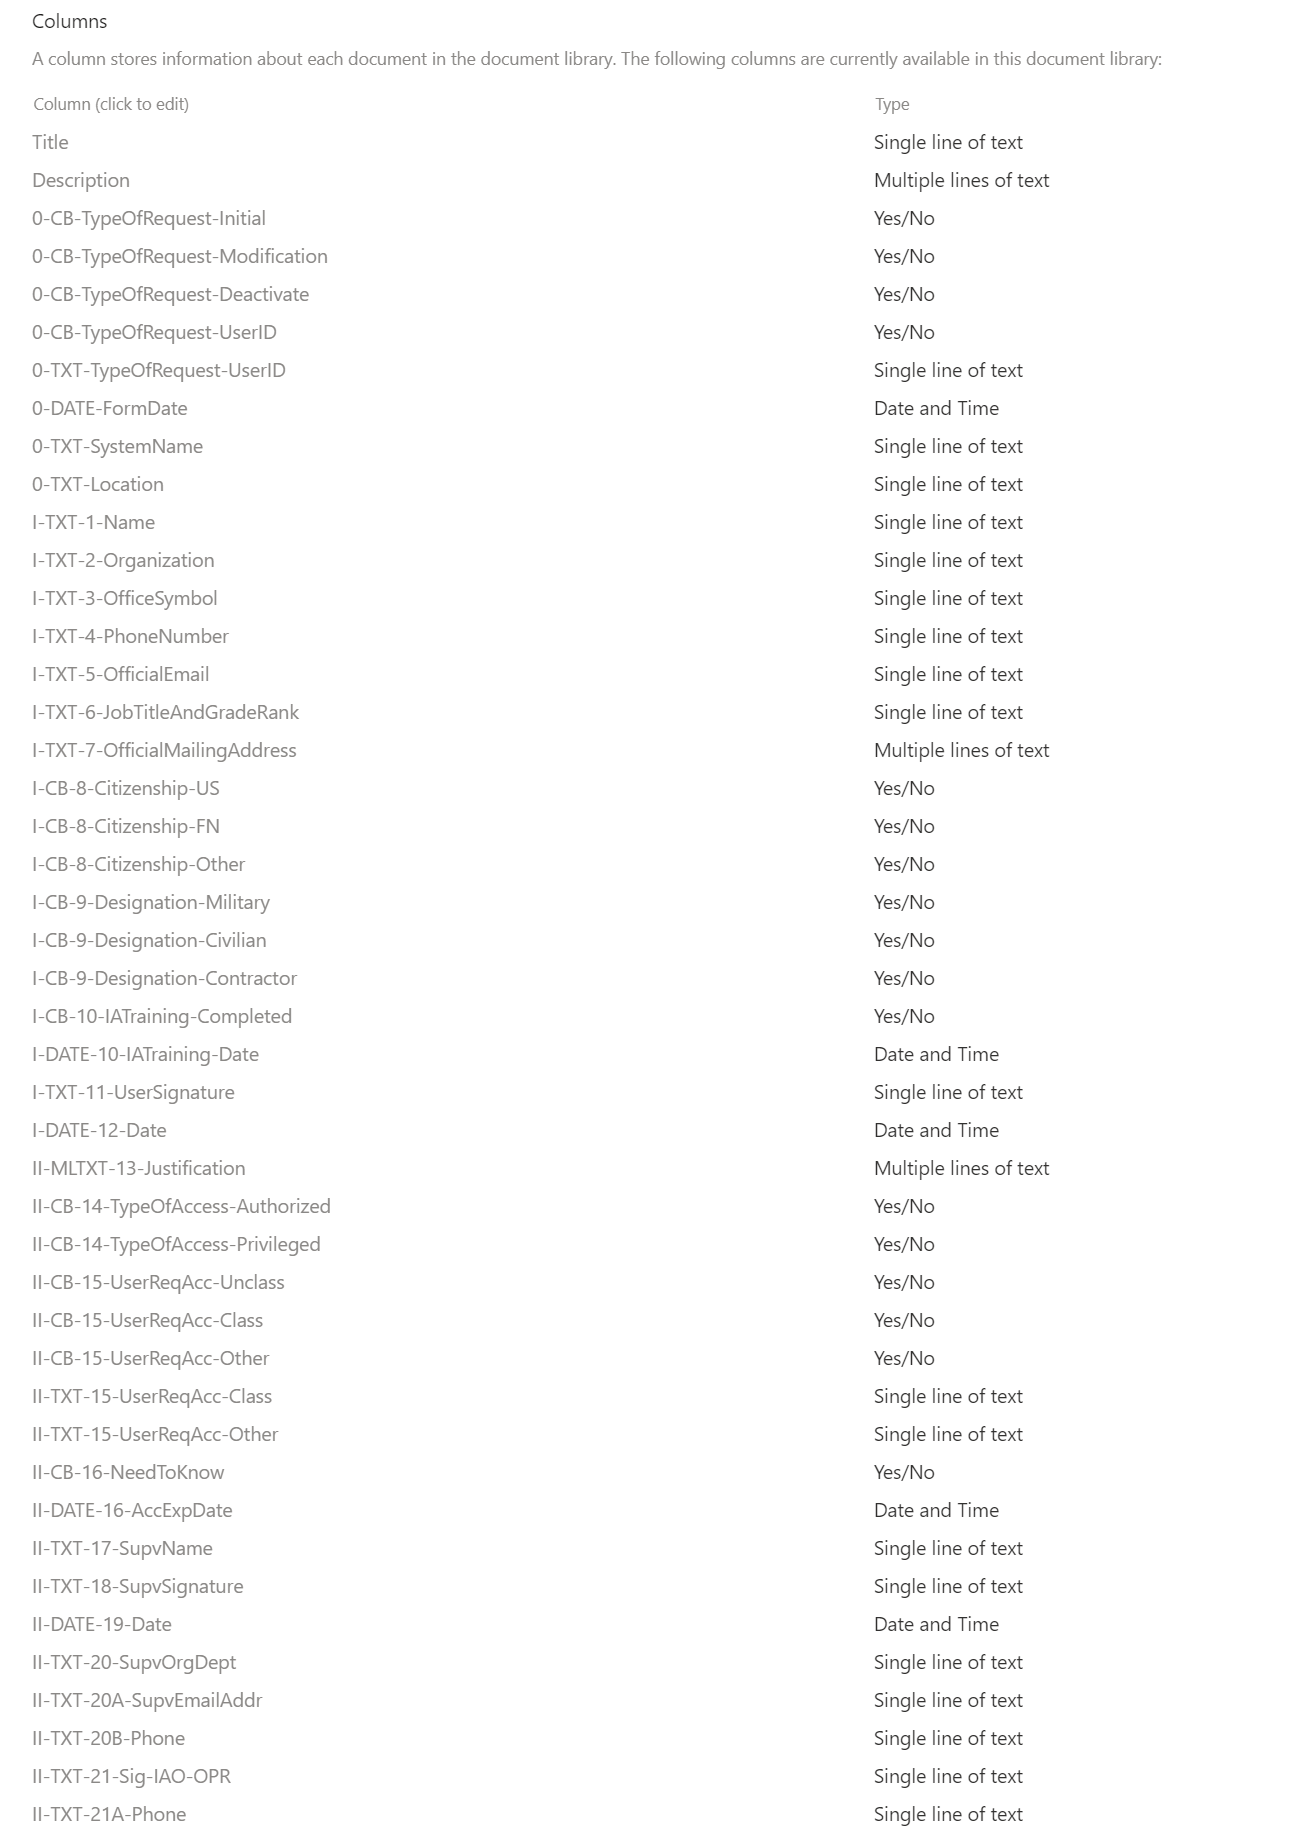 Columns
A column stores information about each document in the document library. The following columns are currently available in this document library:
Column (click to edit) Type
Title Single line of text
Description Multiple lines of text
0-CB-TypeOfRequest-Initial Yes/No
0-CB-TypeOfRequest-Modification Yes/No
0-CB-TypeOfRequest-Deactivate Yes/No
0-CB-TypeOfRequest-UserID Yes/No
0-TXT-TypeOfRequest-UserID Single line of text
0-DATE-FormDate Date and Time
0-TXT-SystemName Single line of text
0-TXT-Location Single line of text
I-TXT-1-Name Single line of text
I-TXT-2-Organization Single line of text
I-TXT-3-OfficeSymbol Single line of text
I-TXT-4-PhoneNumber Single line of text
I-TXT-5-OfficialEmail Single line of text
I-TXT-6-JobTitleAndGradeRank Single line of text
I-TXT-7-OfficialMailingAddress Multiple lines of text
I-CB-8-Citizenship-US Yes/No
I-CB-8-Citizenship-FN Yes/No
I-CB-8-Citizenship-Other Yes/No
I-CB-9-Designation-Military Yes/No
I-CB-9-Designation-Civilian Yes/No
I-CB-9-Designation-Contractor Yes/No
I-CB-10-IATraining-Completed Yes/No
I-DATE-10-IATraining-Date Date and Time
I-TXT-11-UserSignature Single line of text
I-DATE-12-Date Date and Time
II-MLTXT-13-Justification Multiple lines of text
II-CB-14-TypeOfAccess-Authorized Yes/No
II-CB-14-TypeOfAccess-Privileged Yes/No
II-CB-15-UserReqAcc-Unclass Yes/No
II-CB-15-UserReqAcc-Class Yes/No
II-CB-15-UserReqAcc-Other Yes/No
II-TXT-15-UserReqAcc-Class Single line of text
II-TXT-15-UserReqAcc-Other Single line of text
II-CB-16-NeedToKnow Yes/No
II-DATE-16-AccExpDate Date and Time
II-TXT-17-SupvName Single line of text
II-TXT-18-SupvSignature Single line of text
II-DATE-19-Date Date and Time
II-TXT-20-SupvOrgDept Single line of text
II-TXT-20A-SupvEmailAddr Single line of text
II-TXT-20B-Phone Single line of text
II-TXT-21-Sig-IAO-OPR Single line of text
II-TXT-21A-Phone Single line of text